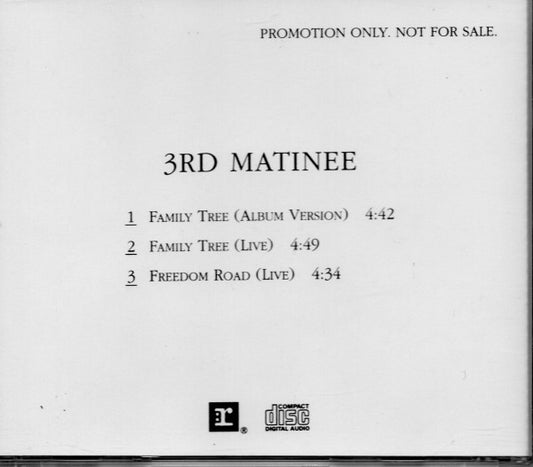 PROMOTION ONLY. NOT FOR SALE.
3RD MATINEE
1 FAMILY TREE (ALBUM VERSION) 4:42
2 FAMILY TREE (LIVE) 4:49
3 FREEDOM ROAD (LIVE) 4:34
r ®
COMPACT
disc
DIGITAL AUDIO